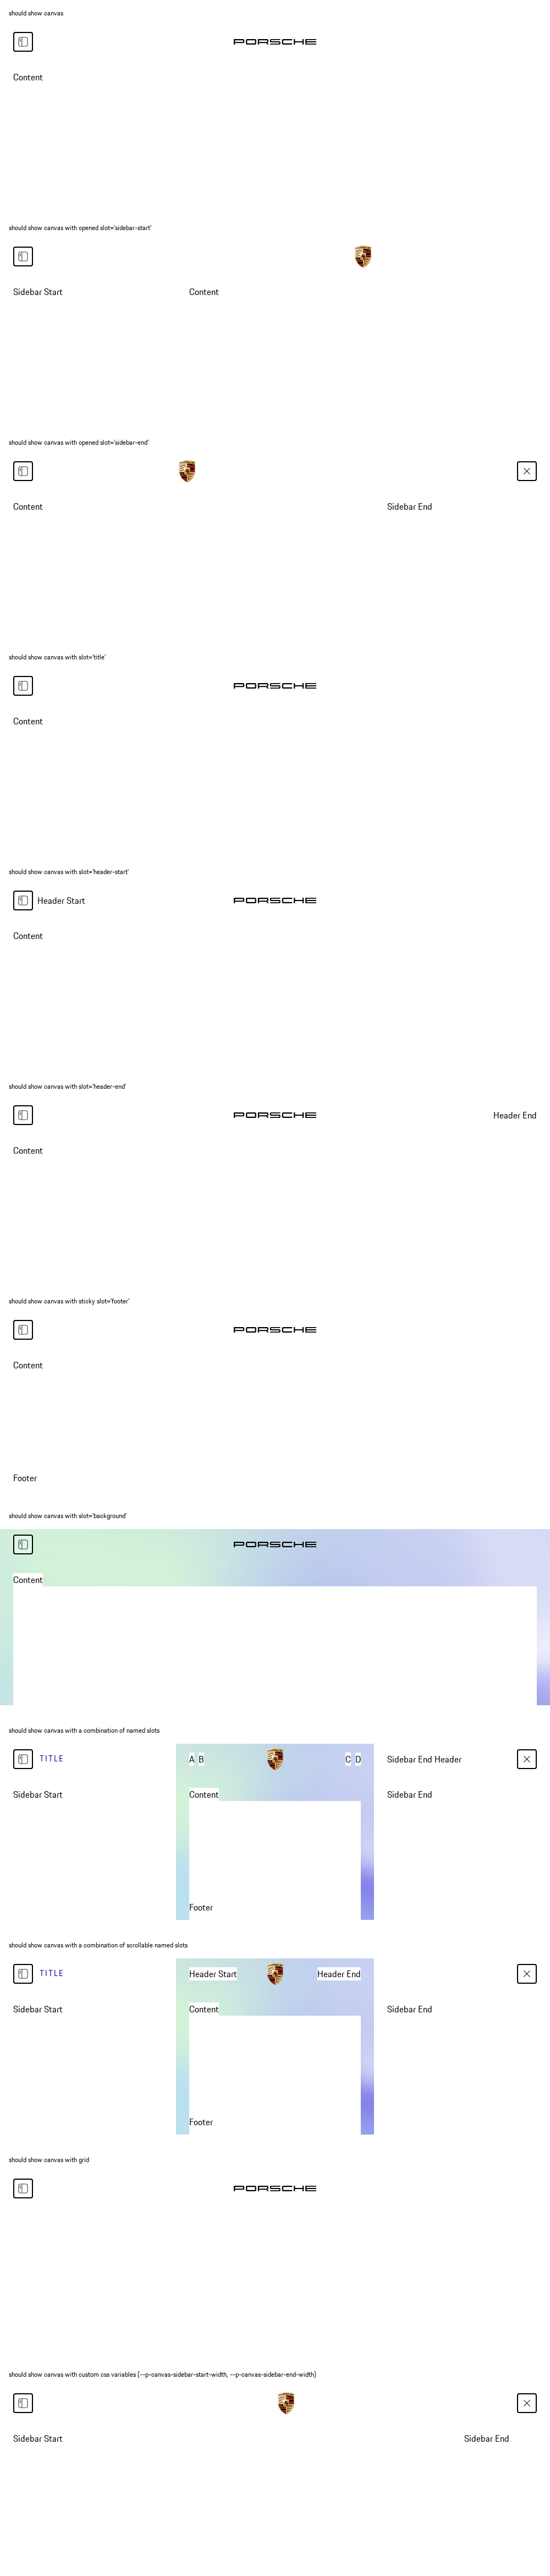 should show canvas
PORSCHE
Content
should show canvas with opened slot='sidebar-start'
Sidebar Start Content
should show canvas with opened slot='sidebar-end'
Content Sidebar End
should show canvas with slot='title'
PORSCHE
Content
should show canvas with slot='header-start'
Header Start PORSCHE
Content
should show canvas with slot='header-end'
PORSCHE Header End
Content
should show canvas with sticky slot='footer'
PORSCHE
Content
Footer
should show canvas with slot='background'
PORSCHE
Content
should show canvas with a combination of named slots
TITLE A B C D Sidebar End Header
Sidebar Start Content Sidebar End
Footer
should show canvas with a combination of scrollable named slots
TITLE Header Start Header End
Sidebar Start Content Sidebar End
Footer
should show canvas with grid
PORSCHE
should show canvas with custom css variables (--p-canvas-sidebar-start-width, --p-canvas-sidebar-end-width)
Sidebar Start Sidebar End